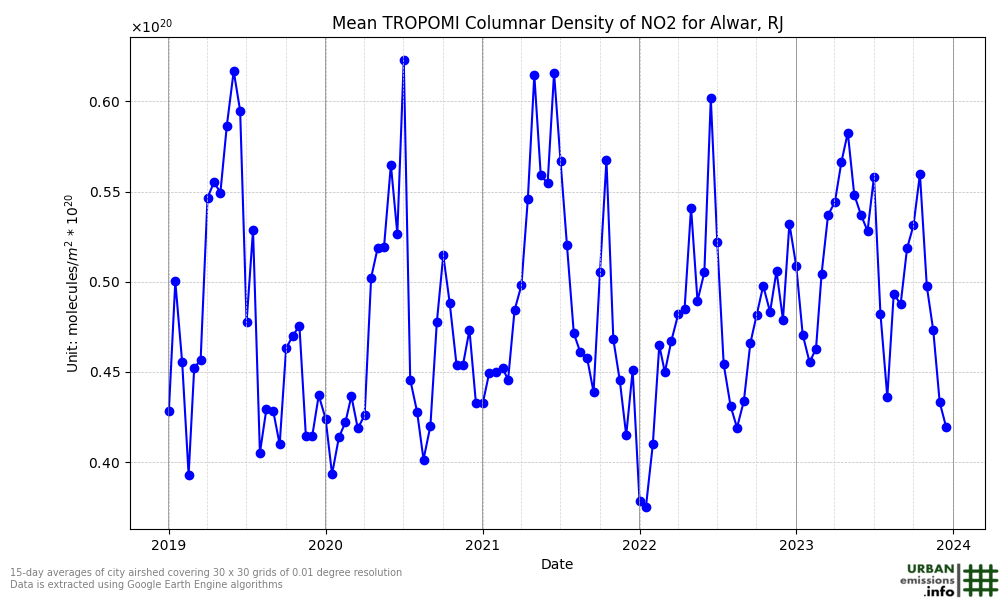 Mean TROPOMI Columnar Density of NO2 for Alwar, RJ
×10²⁰
0.60
0.55
0.50
0.45
0.40
Unit: molecules/m² * 10²⁰
2019 2020 2021 2022 2023 2024
Date
15-day averages of city airshed covering 30 x 30 grids of 0.01 degree resolution
Data is extracted using Google Earth Engine algorithms
URBAN
emissions
.info